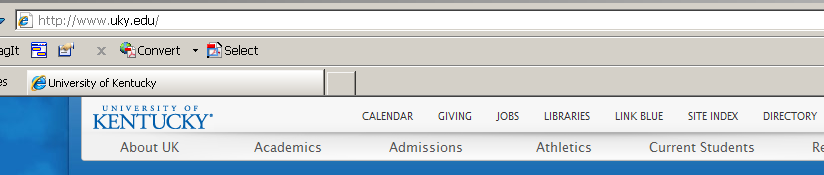 http://www.uky.edu/
agIt x Convert Select
es University of Kentucky
UNIVERSITY OF
KENTUCKY®
CALENDAR GIVING JOBS LIBRARIES LINK BLUE SITE INDEX DIRECTORY
About UK Academics Admissions Athletics Current Students Re